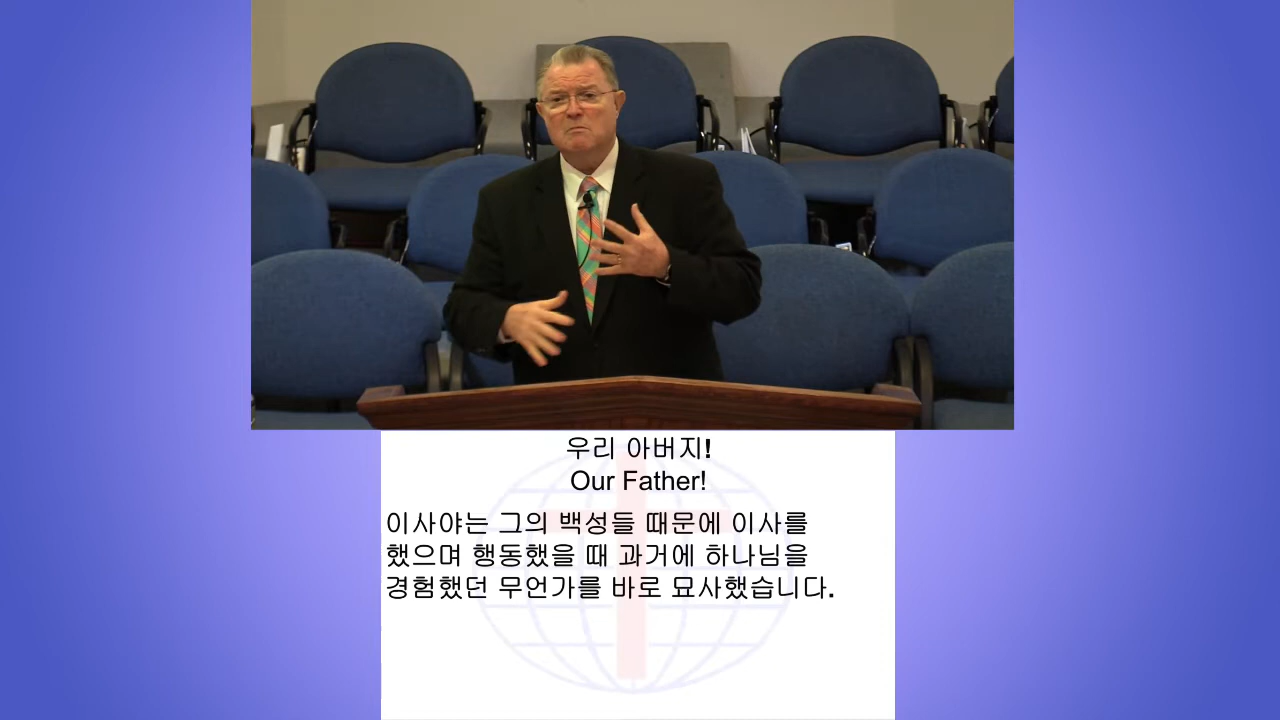 우리 아버지!
Our Father!
이사야는 그의 백성들 때문에 이사를
했으며 행동했을 때 과거에 하나님을
경험했던 무언가를 바로 묘사했습니다.